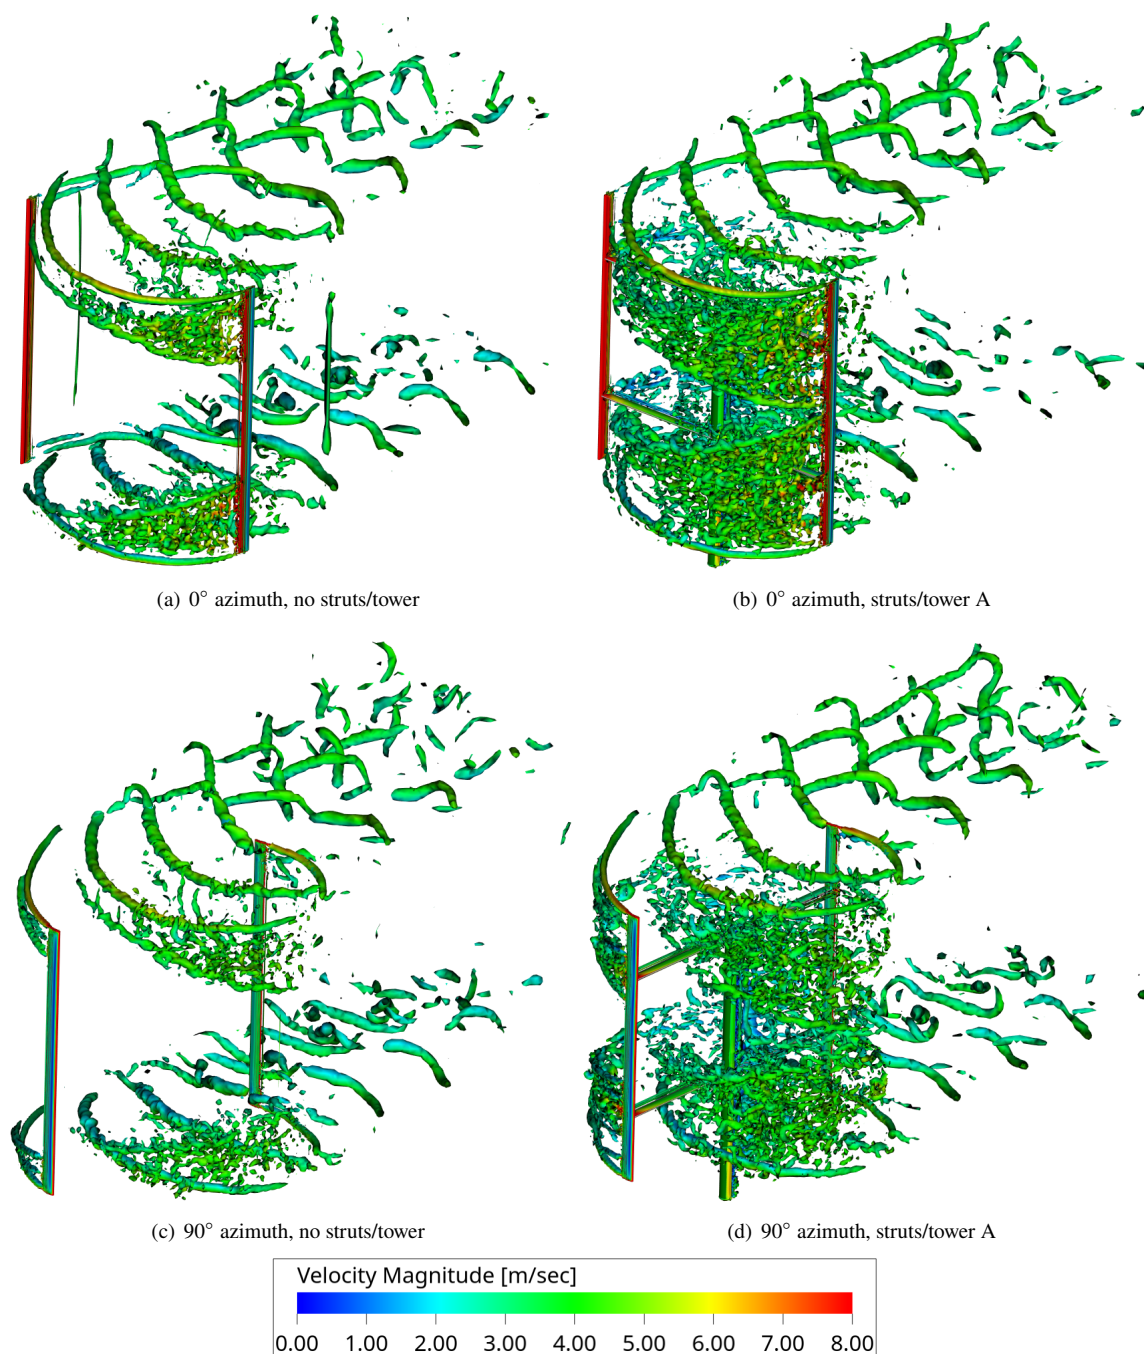 (a) 0° azimuth, no struts/tower
(b) 0° azimuth, struts/tower A
(c) 90° azimuth, no struts/tower
(d) 90° azimuth, struts/tower A
Velocity Magnitude [m/sec]
0.00 1.00 2.00 3.00 4.00 5.00 6.00 7.00 8.00